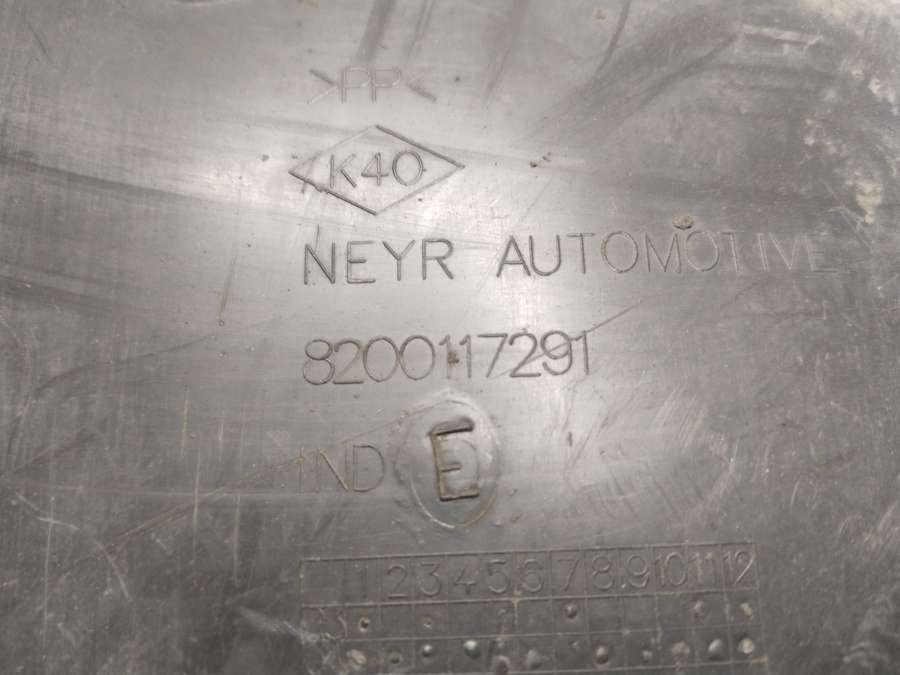 >PP<
K40
NEYR AUTOMOTIVE
8200117291
IND E
1 2 3 4 5 6 7 8 9 10 11 12